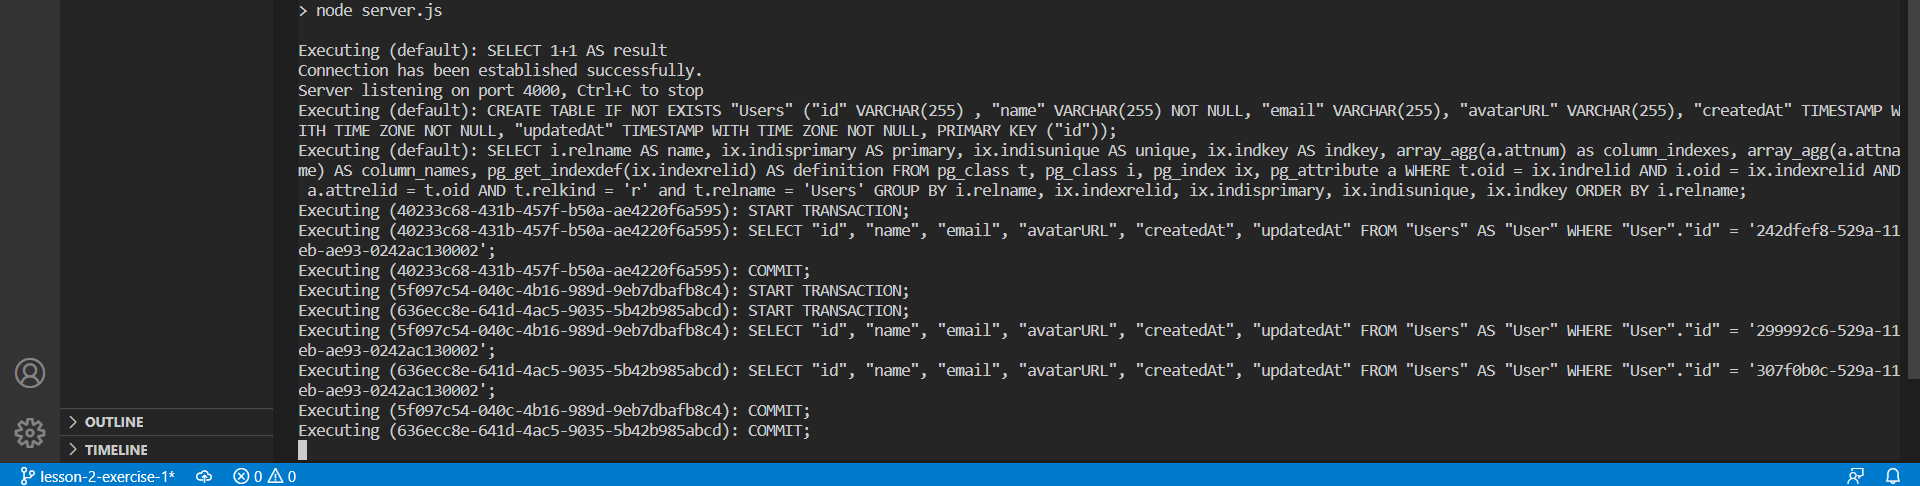 > node server.js
Executing (default): SELECT 1+1 AS result
Connection has been established successfully.
Server listening on port 4000, Ctrl+C to stop
Executing (default): CREATE TABLE IF NOT EXISTS "Users" ("id" VARCHAR(255) , "name" VARCHAR(255) NOT NULL, "email" VARCHAR(255), "avatarURL" VARCHAR(255), "createdAt" TIMESTAMP W
ITH TIME ZONE NOT NULL, "updatedAt" TIMESTAMP WITH TIME ZONE NOT NULL, PRIMARY KEY ("id"));
Executing (default): SELECT i.relname AS name, ix.indisprimary AS primary, ix.indisunique AS unique, ix.indkey AS indkey, array_agg(a.attnum) as column_indexes, array_agg(a.attna
me) AS column_names, pg_get_indexdef(ix.indexrelid) AS definition FROM pg_class t, pg_class i, pg_index ix, pg_attribute a WHERE t.oid = ix.indrelid AND i.oid = ix.indexrelid AND
 a.attrelid = t.oid AND t.relkind = 'r' and t.relname = 'Users' GROUP BY i.relname, ix.indexrelid, ix.indisprimary, ix.indisunique, ix.indkey ORDER BY i.relname;
Executing (40233c68-431b-457f-b50a-ae4220f6a595): START TRANSACTION;
Executing (40233c68-431b-457f-b50a-ae4220f6a595): SELECT "id", "name", "email", "avatarURL", "createdAt", "updatedAt" FROM "Users" AS "User" WHERE "User"."id" = '242dfef8-529a-11
eb-ae93-0242ac130002';
Executing (40233c68-431b-457f-b50a-ae4220f6a595): COMMIT;
Executing (5f097c54-040c-4b16-989d-9eb7dbafb8c4): START TRANSACTION;
Executing (636ecc8e-641d-4ac5-9035-5b42b985abcd): START TRANSACTION;
Executing (5f097c54-040c-4b16-989d-9eb7dbafb8c4): SELECT "id", "name", "email", "avatarURL", "createdAt", "updatedAt" FROM "Users" AS "User" WHERE "User"."id" = '299992c6-529a-11
eb-ae93-0242ac130002';
Executing (636ecc8e-641d-4ac5-9035-5b42b985abcd): SELECT "id", "name", "email", "avatarURL", "createdAt", "updatedAt" FROM "Users" AS "User" WHERE "User"."id" = '307f0b0c-529a-11
eb-ae93-0242ac130002';
Executing (5f097c54-040c-4b16-989d-9eb7dbafb8c4): COMMIT;
Executing (636ecc8e-641d-4ac5-9035-5b42b985abcd): COMMIT;
OUTLINE
TIMELINE
lesson-2-exercise-1* 0 0